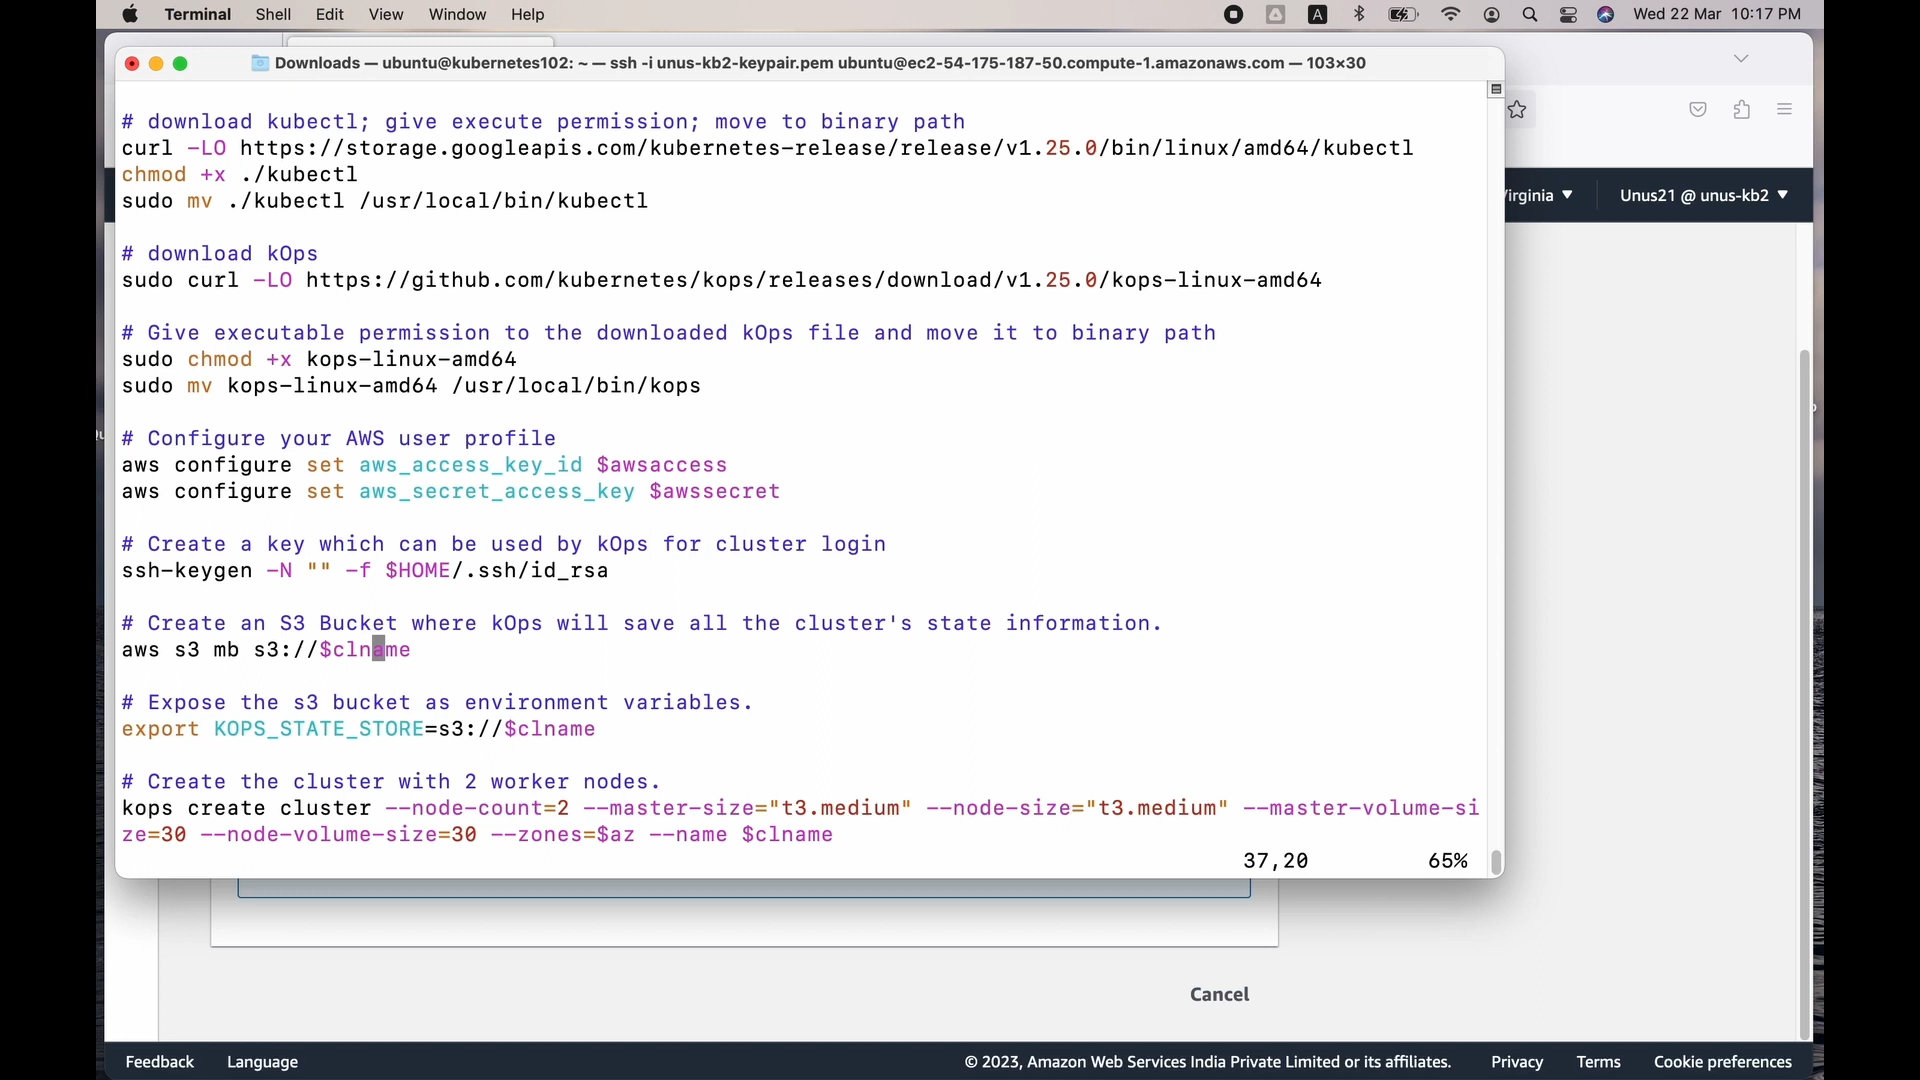 Terminal Shell Edit View Window Help
A
Wed 22 Mar 10:17 PM
Downloads — ubuntu@kubernetes102: ~ — ssh -i unus-kb2-keypair.pem ubuntu@ec2-54-175-187-50.compute-1.amazonaws.com — 103×30
# download kubectl; give execute permission; move to binary path
curl -LO https://storage.googleapis.com/kubernetes-release/release/v1.25.0/bin/linux/amd64/kubectl
chmod +x ./kubectl
sudo mv ./kubectl /usr/local/bin/kubectl
Unus21 @ unus-kb2
# download kOps
sudo curl -LO https://github.com/kubernetes/kops/releases/download/v1.25.0/kops-linux-amd64
# Give executable permission to the downloaded kOps file and move it to binary path
sudo chmod +x kops-linux-amd64
sudo mv kops-linux-amd64 /usr/local/bin/kops
# Configure your AWS user profile
aws configure set aws_access_key_id $awsaccess
aws configure set aws_secret_access_key $awssecret
# Create a key which can be used by kOps for cluster login
ssh-keygen -N "" -f $HOME/.ssh/id_rsa
# Create an S3 Bucket where kOps will save all the cluster's state information.
aws s3 mb s3://$clname
# Expose the s3 bucket as environment variables.
export KOPS_STATE_STORE=s3://$clname
# Create the cluster with 2 worker nodes.
kops create cluster --node-count=2 --master-size="t3.medium" --node-size="t3.medium" --master-volume-si
ze=30 --node-volume-size=30 --zones=$az --name $clname
37,20 65%
Cancel
Feedback Language © 2023, Amazon Web Services India Private Limited or its affiliates. Privacy Terms Cookie preferences